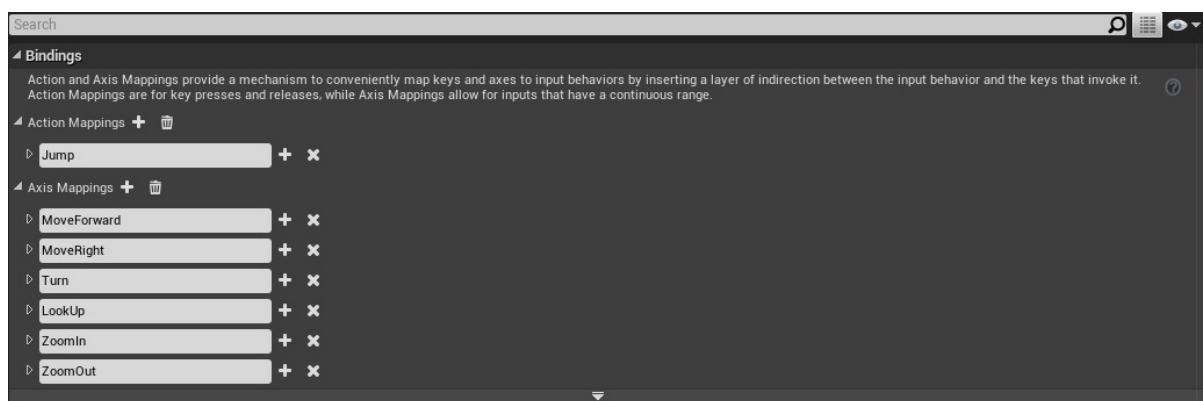 Search
Bindings
Action and Axis Mappings provide a mechanism to conveniently map keys and axes to input behaviors by inserting a layer of indirection between the input behavior and the keys that invoke it.
Action Mappings are for key presses and releases, while Axis Mappings allow for inputs that have a continuous range.
Action Mappings
Jump
Axis Mappings
MoveForward
MoveRight
Turn
LookUp
ZoomIn
ZoomOut